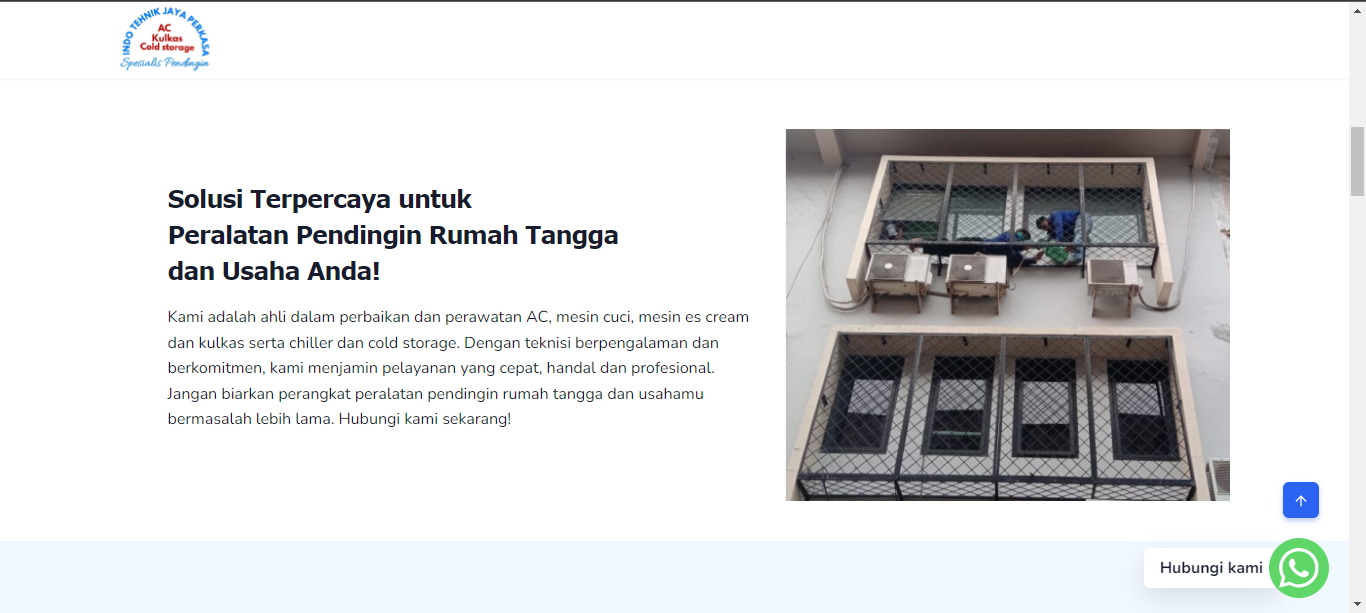 INDO TEHNIK JAYA PERKASA
AC
Kulkas
Cold storage
Spesialis Pendingin
Solusi Terpercaya untuk
Peralatan Pendingin Rumah Tangga
dan Usaha Anda!
Kami adalah ahli dalam perbaikan dan perawatan AC, mesin cuci, mesin es cream
dan kulkas serta chiller dan cold storage. Dengan teknisi berpengalaman dan
berkomitmen, kami menjamin pelayanan yang cepat, handal dan profesional.
Jangan biarkan perangkat peralatan pendingin rumah tangga dan usahamu
bermasalah lebih lama. Hubungi kami sekarang!
Hubungi kami